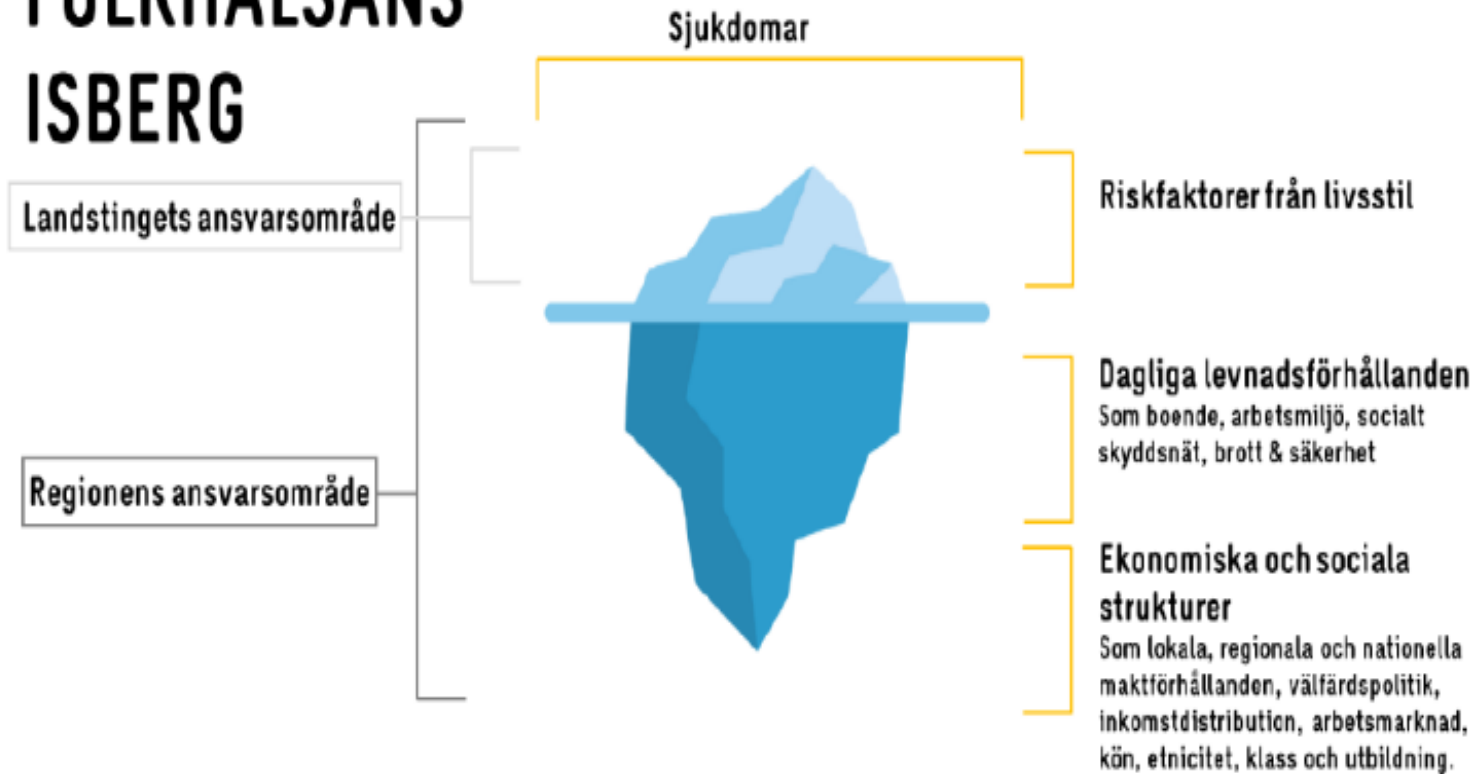 FOLKHÄLSANS
ISBERG
Sjukdomar
Landstingets ansvarsområde
Regionens ansvarsområde
Riskfaktorer från livsstil
Dagliga levnadsförhållanden
Som boende, arbetsmiljö, socialt
skyddsnät, brott & säkerhet
Ekonomiska och sociala
strukturer
Som lokala, regionala och nationella
maktförhållanden, välfärdspolitik,
inkomstdistribution, arbetsmarknad,
kön, etnicitet, klass och utbildning.